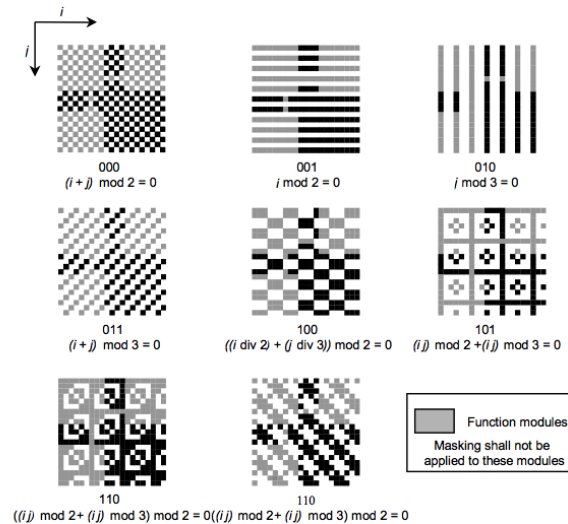 i
j
000
(i + j) mod 2 = 0
001
i mod 2 = 0
010
j mod 3 = 0
011
(i + j) mod 3 = 0
100
((i div 2) + (j div 3)) mod 2 = 0
101
(i j) mod 2 +(i j) mod 3 = 0
110
((i j) mod 2+ (i j) mod 3) mod 2 = 0
110
((i j) mod 2+ (i j) mod 3) mod 2 = 0
Function modules
Masking shall not be
applied to these modules